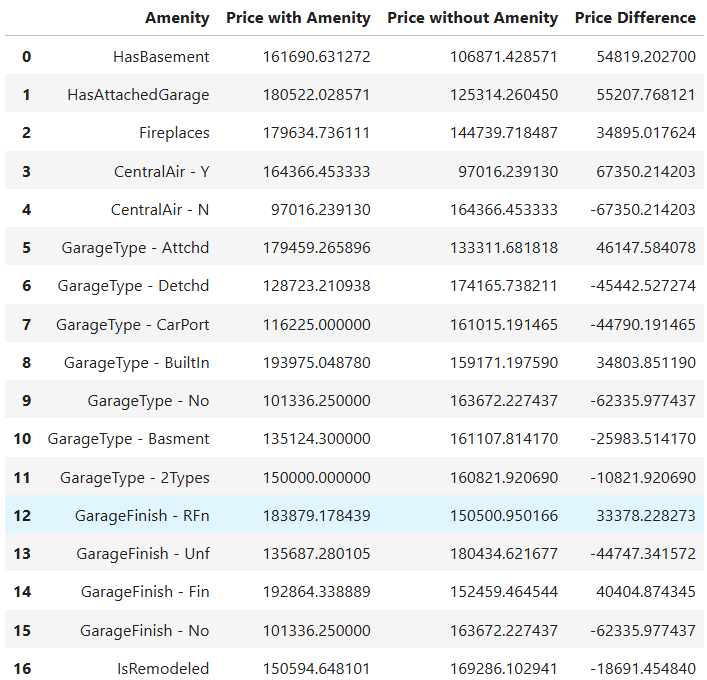 Amenity Price with Amenity Price without Amenity Price Difference
0 HasBasement 161690.631272 106871.428571 54819.202700
1 HasAttachedGarage 180522.028571 125314.260450 55207.768121
2 Fireplaces 179634.736111 144739.718487 34895.017624
3 CentralAir - Y 164366.453333 97016.239130 67350.214203
4 CentralAir - N 97016.239130 164366.453333 -67350.214203
5 GarageType - Attchd 179459.265896 133311.681818 46147.584078
6 GarageType - Detchd 128723.210938 174165.738211 -45442.527274
7 GarageType - CarPort 116225.000000 161015.191465 -44790.191465
8 GarageType - BuiltIn 193975.048780 159171.197590 34803.851190
9 GarageType - No 101336.250000 163672.227437 -62335.977437
10 GarageType - Basment 135124.300000 161107.814170 -25983.514170
11 GarageType - 2Types 150000.000000 160821.920690 -10821.920690
12 GarageFinish - RFn 183879.178439 150500.950166 33378.228273
13 GarageFinish - Unf 135687.280105 180434.621677 -44747.341572
14 GarageFinish - Fin 192864.338889 152459.464544 40404.874345
15 GarageFinish - No 101336.250000 163672.227437 -62335.977437
16 IsRemodeled 150594.648101 169286.102941 -18691.454840